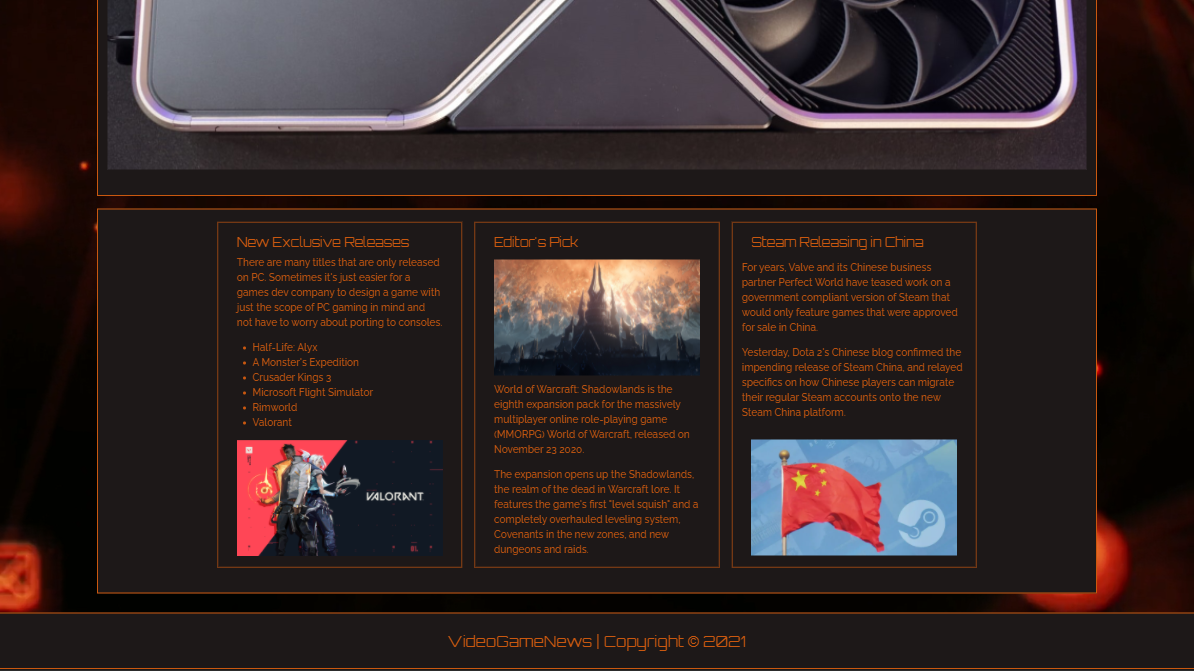 New Exclusive Releases
There are many titles that are only released
on PC. Sometimes it's just easier for a
games dev company to design a game with
just the scope of PC gaming in mind and
not have to worry about porting to consoles.
• Half-Life: Alyx
• A Monster's Expedition
• Crusader Kings 3
• Microsoft Flight Simulator
• Rimworld
• Valorant
VALORANT
Editor's Pick
World of Warcraft: Shadowlands is the
eighth expansion pack for the massively
multiplayer online role-playing game
(MMORPG) World of Warcraft, released on
November 23 2020.
The expansion opens up the Shadowlands,
the realm of the dead in Warcraft lore. It
features the game's first "level squish" and a
completely overhauled leveling system,
Covenants in the new zones, and new
dungeons and raids.
Steam Releasing in China
For years, Valve and its Chinese business
partner Perfect World have teased work on a
government compliant version of Steam that
would only feature games that were approved
for sale in China.
Yesterday, Dota 2's Chinese blog confirmed the
impending release of Steam China, and relayed
specifics on how Chinese players can migrate
their regular Steam accounts onto the new
Steam China platform.
VideoGameNews | Copyright © 2021